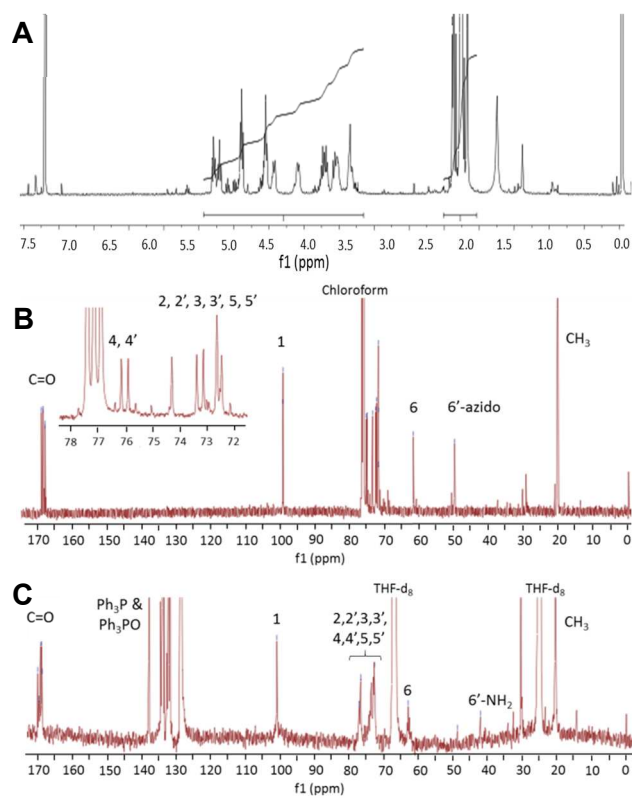 A
7.5 7.0 6.5 6.0 5.5 5.0 4.5 4.0 3.5 3.0 2.5 2.0 1.5 1.0 0.5 0.0
f1 (ppm)
B
Chloroform
2, 2’, 3, 3’, 5, 5’
4, 4’
1
CH3
C=O
6
6’-azido
78 77 76 75 74 73 72
170 160 150 140 130 120 110 100 90 80 70 60 50 40 30 20 10 0
f1 (ppm)
C
THF-d8
THF-d8
C=O
Ph3P &
Ph3PO
1
2,2’,3,3’,
4,4’,5,5’
CH3
6
6’-NH2
170 160 150 140 130 120 110 100 90 80 70 60 50 40 30 20 10 0
f1 (ppm)